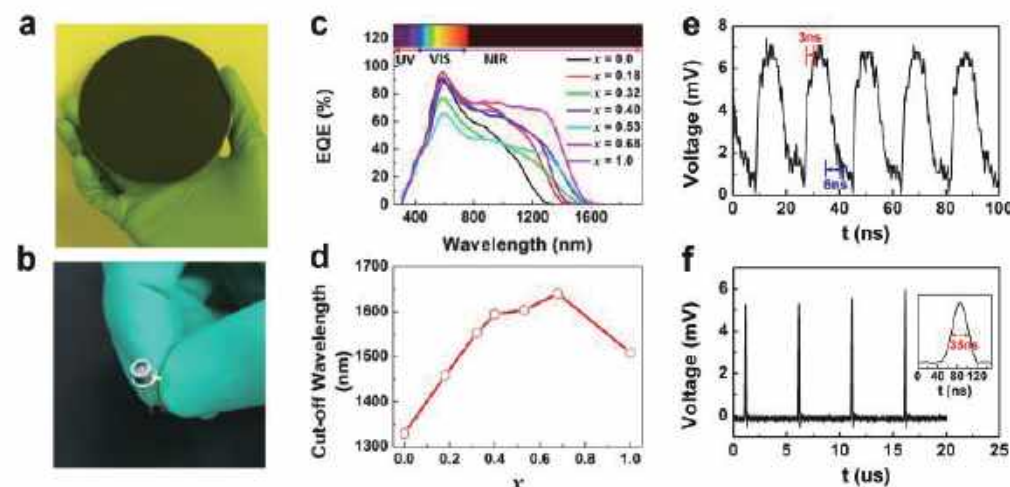 a
b
c
EQE (%)
120
100
80
60
40
20
0
UV VIS NIR
x = 0.0
x = 0.18
x = 0.32
x = 0.40
x = 0.53
x = 0.68
x = 1.0
400 800 1200 1600
Wavelength (nm)
d
Cut-off Wavelength
(nm)
1700
1600
1500
1400
1300
0.0 0.2 0.4 0.6 0.8 1.0
x
e
Voltage (mV)
8
6
4
2
0
3ns
6ns
0 20 40 60 80 100
t (ns)
f
Voltage (mV)
6
4
2
0
35ns
0 40 80 120
t (ns)
0 5 10 15 20 25
t (us)